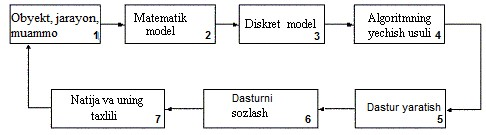 Obyekt, jarayon,
muammo
1
Matematik
model
2
Diskret model
3
Algoritmning
yechish usuli
4
Dastur yaratish
5
Dasturni
sozlash
6
Natija va uning
taxlili
7